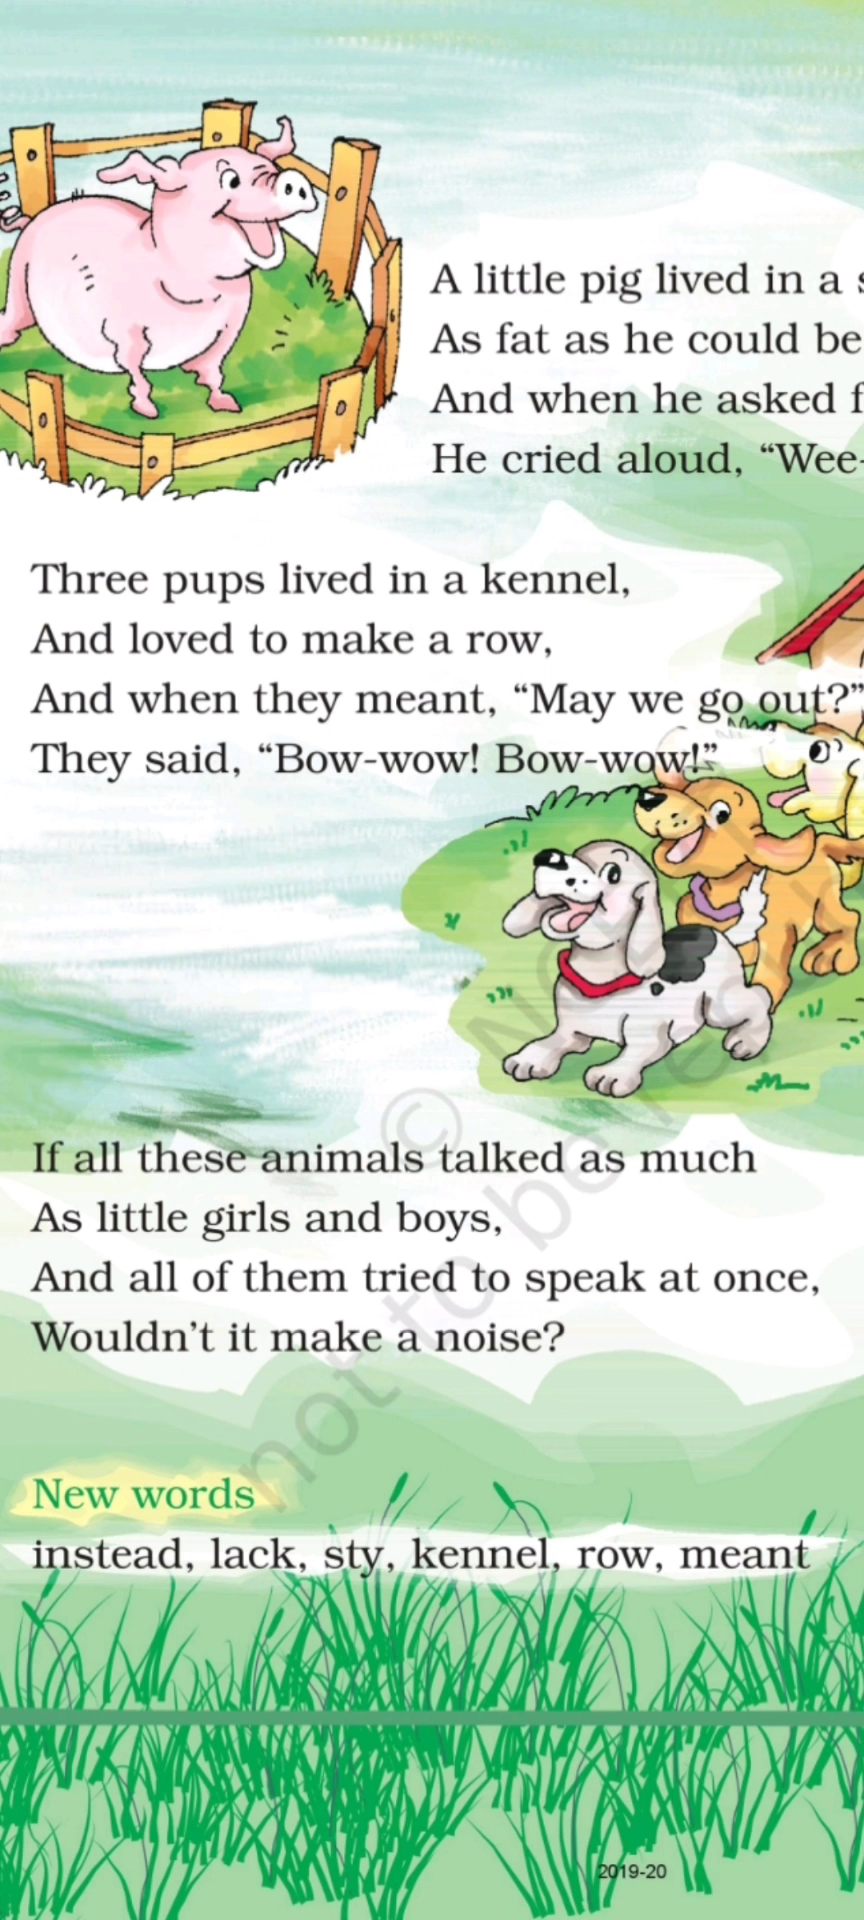 A little pig lived in a
As fat as he could be
And when he asked
He cried aloud, “Wee-
Three pups lived in a kennel,
And loved to make a row,
And when they meant, “May we go out?”
They said, “Bow-wow! Bow-wow!”
If all these animals talked as much
As little girls and boys,
And all of them tried to speak at once,
Wouldn’t it make a noise?
New words
instead, lack, sty, kennel, row, meant
© 
not to be
2019-20